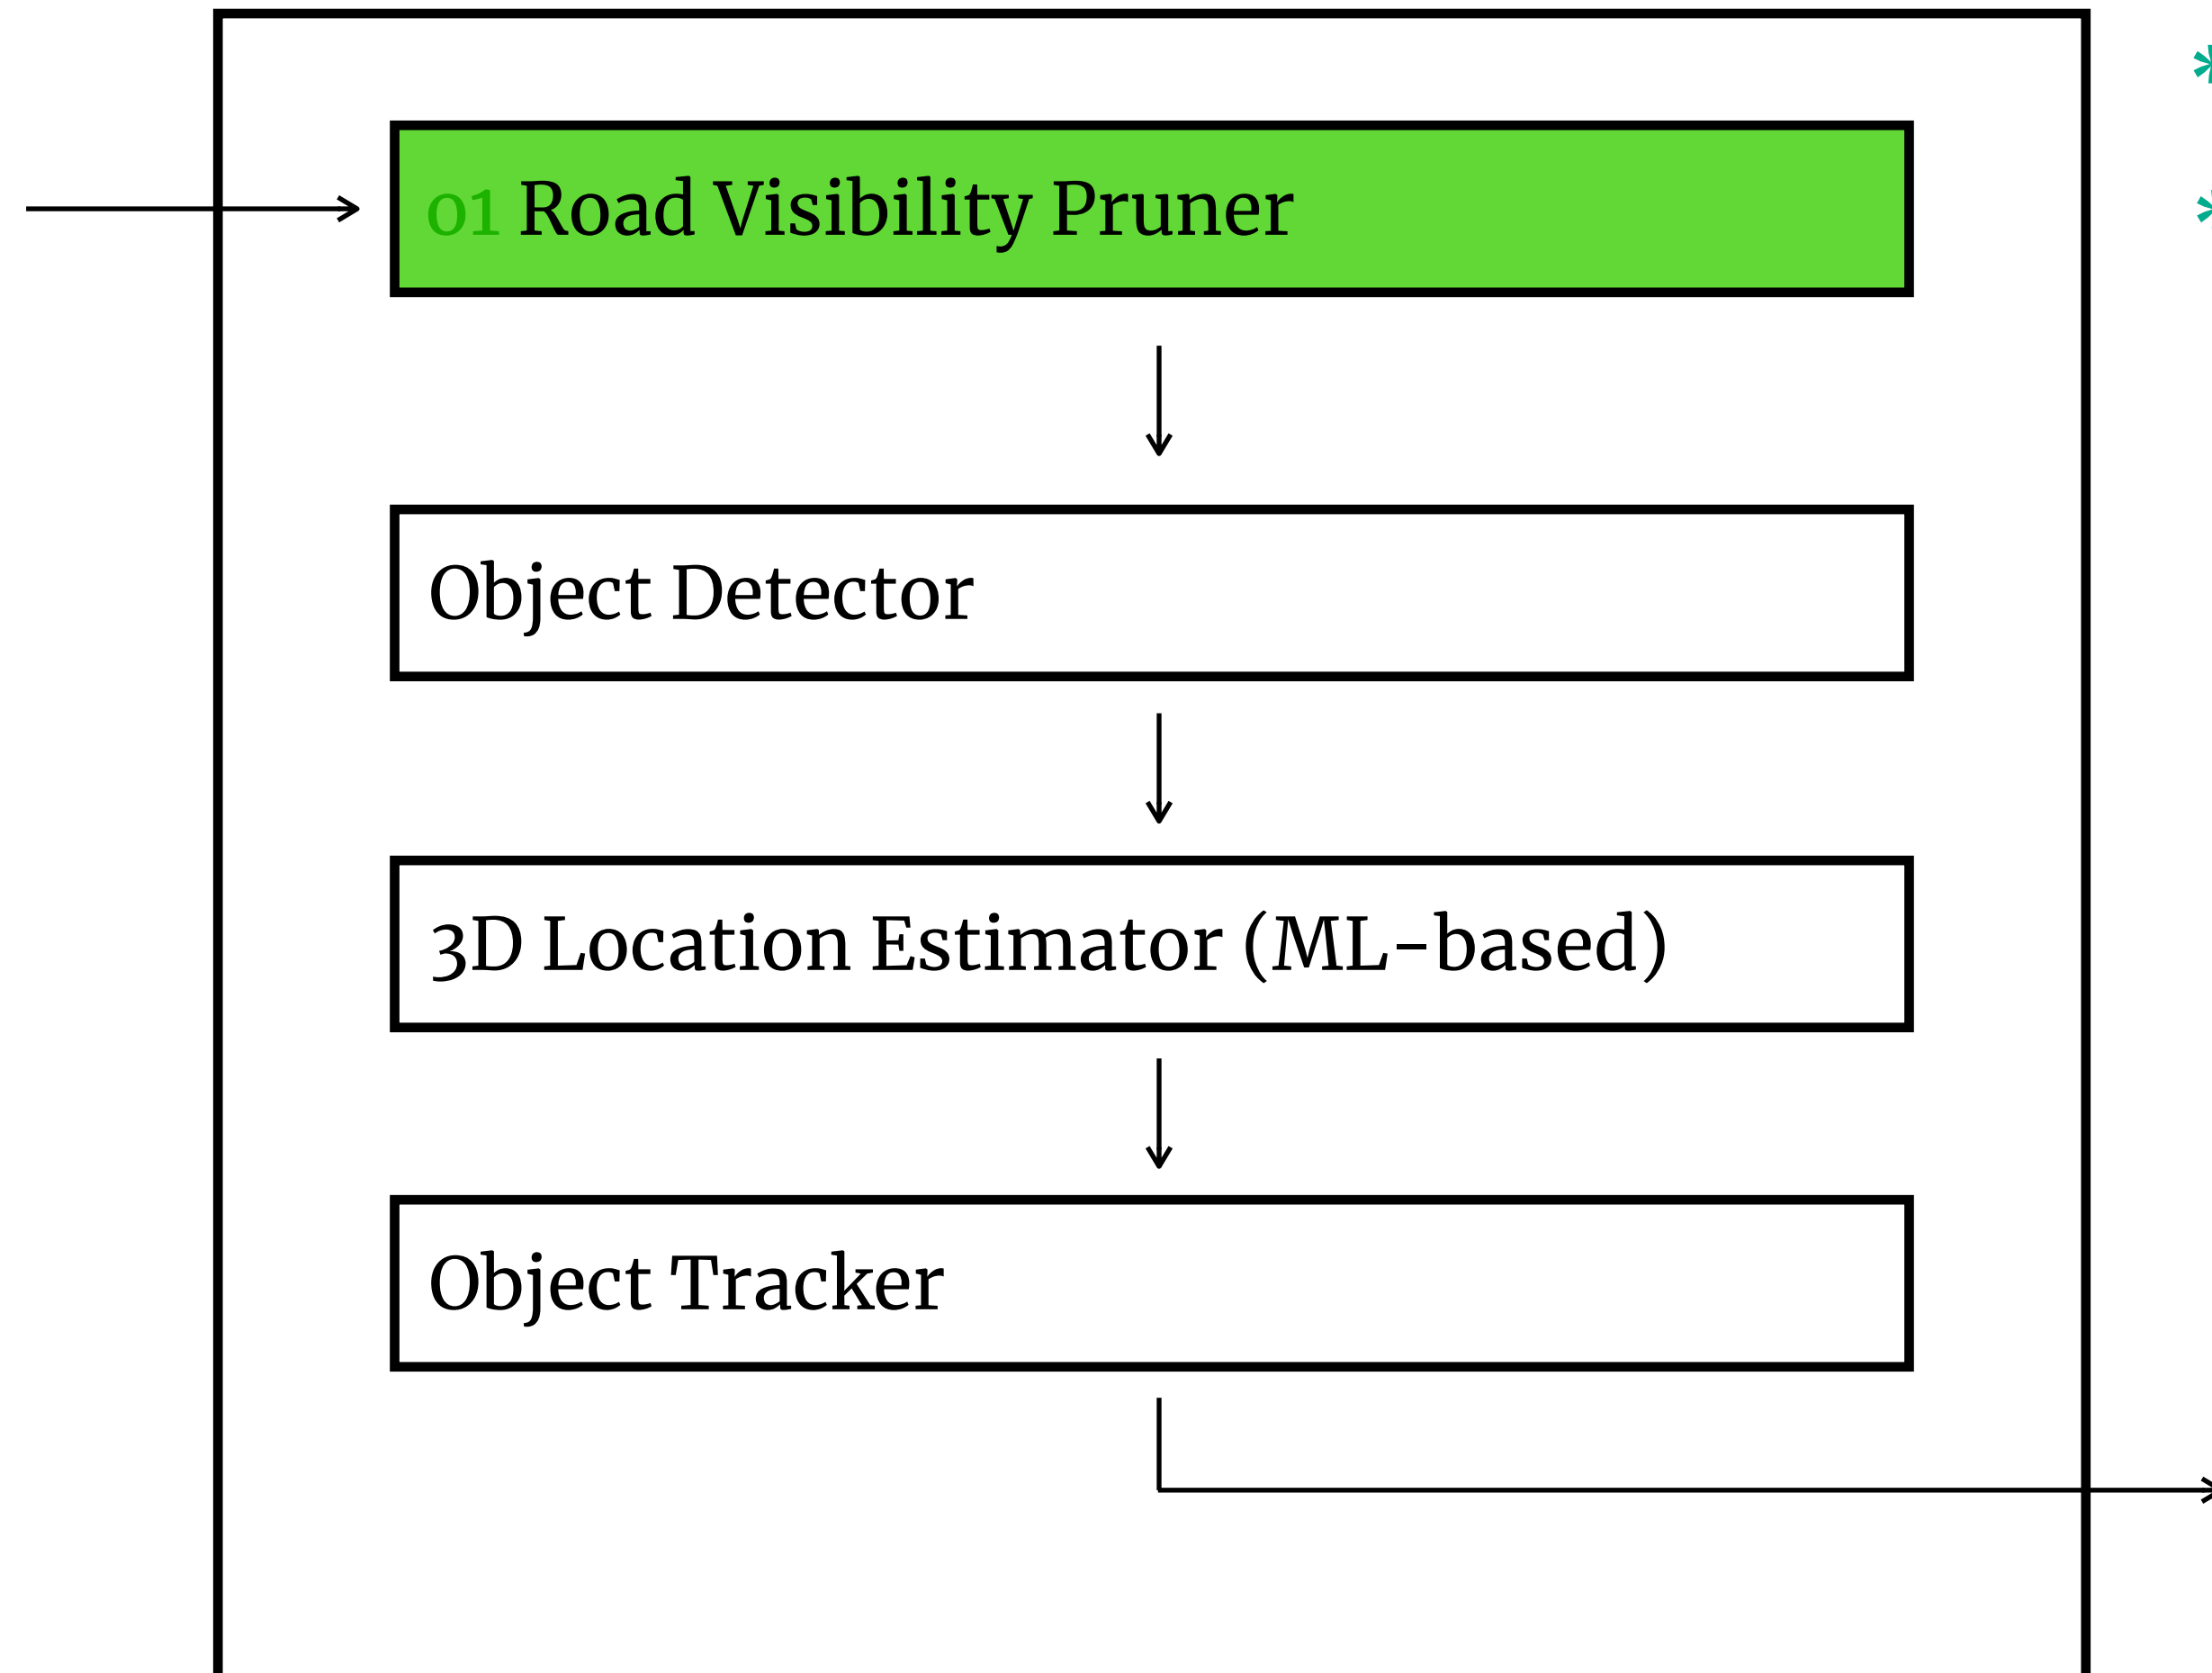 01 Road Visibility Pruner
Object Detector
3D Location Estimator (ML-based)
Object Tracker